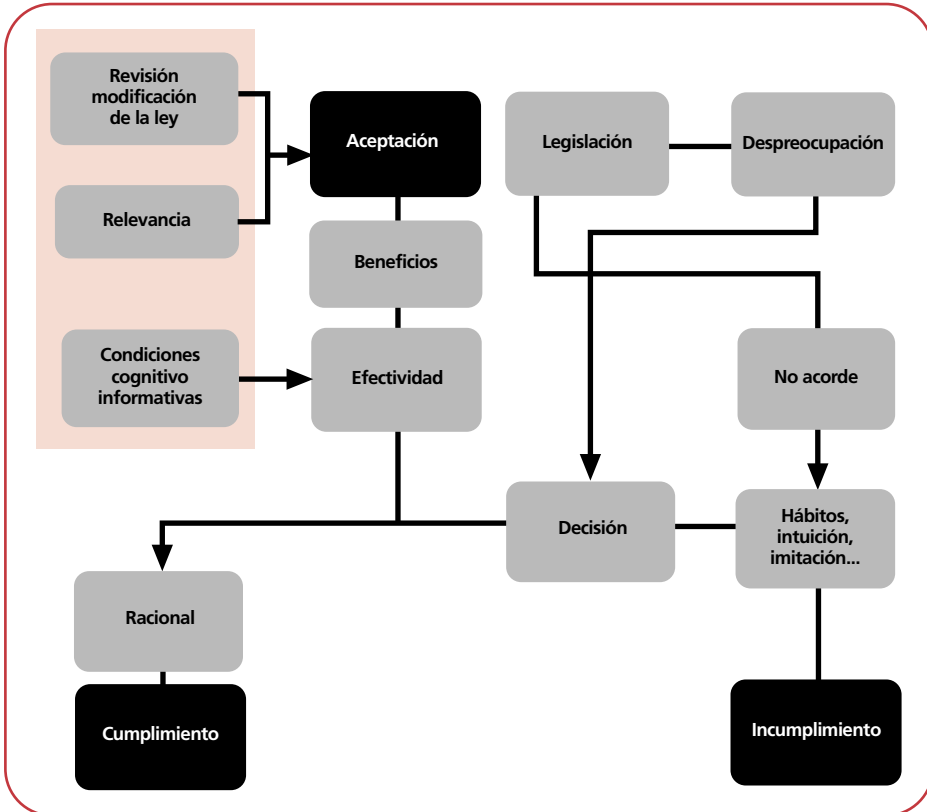 Revisión
modificación
de la ley
Aceptación
Legislación
Despreocupación
Relevancia
Beneficios
Condiciones
cognitivo
informativas
Efectividad
No acorde
Decisión
Hábitos,
intuición,
imitación...
Racional
Cumplimiento
Incumplimiento